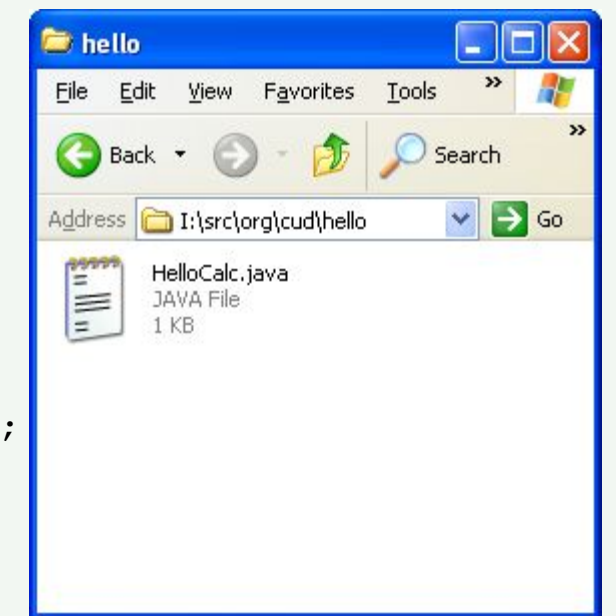 hello
File Edit View Favorites Tools »
Back Search »
Address I:\src\org\cud\hello Go
HelloCalc.java
JAVA File
1 KB
;